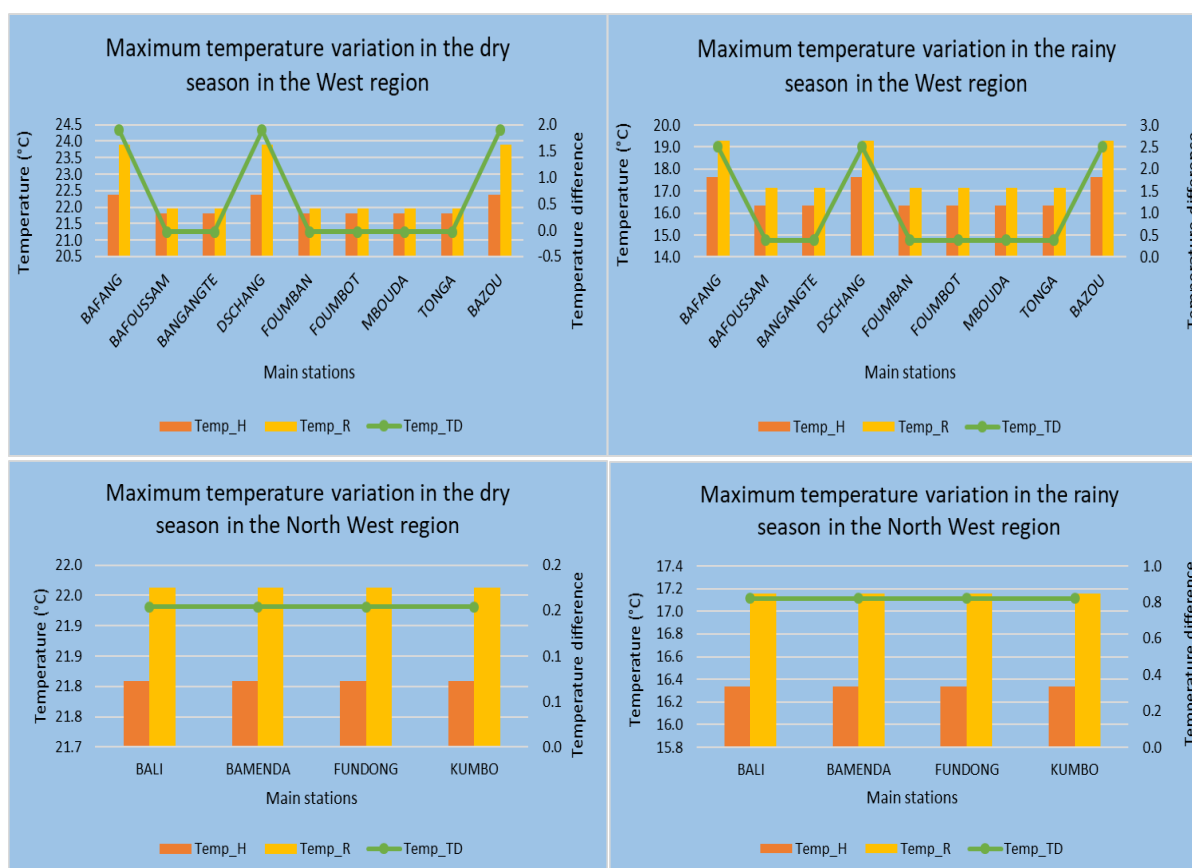 Maximum temperature variation in the dry
season in the West region
Temperature (°C)
24.5
24.0
23.5
23.0
22.5
22.0
21.5
21.0
20.5
2.0
1.5
1.0
0.5
0.0
-0.5
Temperature difference
BAFANG
BAFOUSSAM
BANGANGTE
DSCHANG
FOUMBAN
FOUMBOT
MBOUDA
TONGA
BAZOU
Main stations
Temp_H Temp_R Temp_TD
Maximum temperature variation in the rainy
season in the West region
Temperature (°C)
20.0
19.0
18.0
17.0
16.0
15.0
14.0
3.0
2.5
2.0
1.5
1.0
0.5
0.0
Temperature difference
BAFANG
BAFOUSSAM
BANGANGTE
DSCHANG
FOUMBAN
FOUMBOT
MBOUDA
TONGA
BAZOU
Main stations
Temp_H Temp_R Temp_TD
Maximum temperature variation in the dry
season in the North West region
Temperature (°C)
22.0
22.0
21.9
21.9
21.8
21.8
21.7
0.2
0.2
0.1
0.1
0.0
Temperature difference
BALI BAMENDA FUNDONG KUMBO
Main stations
Temp_H Temp_R Temp_TD
Maximum temperature variation in the rainy
season in the North West region
Temperature (°C)
17.4
17.2
17.0
16.8
16.6
16.4
16.2
16.0
15.8
1.0
0.8
0.6
0.4
0.2
0.0
Temperature difference
BALI BAMENDA FUNDONG KUMBO
Main stations
Temp_H Temp_R Temp_TD